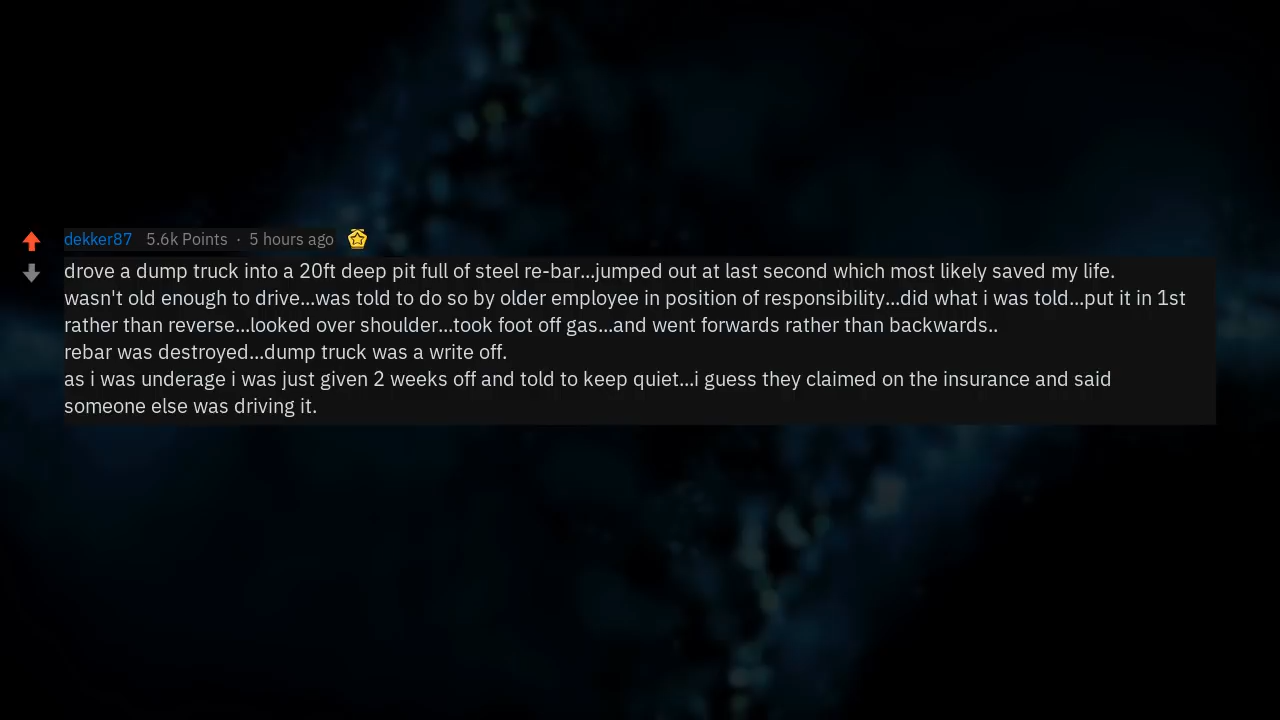 dekker87 5.6k Points · 5 hours ago
drove a dump truck into a 20ft deep pit full of steel re-bar...jumped out at last second which most likely saved my life.
wasn't old enough to drive...was told to do so by older employee in position of responsibility...did what i was told...put it in 1st
rather than reverse...looked over shoulder...took foot off gas...and went forwards rather than backwards..
rebar was destroyed...dump truck was a write off.
as i was underage i was just given 2 weeks off and told to keep quiet...i guess they claimed on the insurance and said
someone else was driving it.